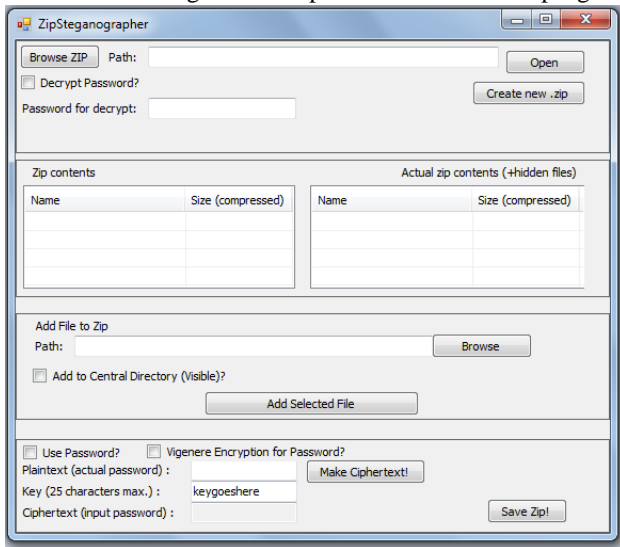 ZipSteganographer
Browse ZIP Path: Open
Decrypt Password?
Create new .zip
Password for decrypt:
Zip contents Actual zip contents (+hidden files)
Name Size (compressed) Name Size (compressed)
Add File to Zip
Path: Browse
Add to Central Directory (Visible)?
Add Selected File
Use Password? Vigenere Encryption for Password?
Plaintext (actual password) : Make Ciphertext!
Key (25 characters max.) : keygoeshere
Ciphertext (input password) : Save Zip!